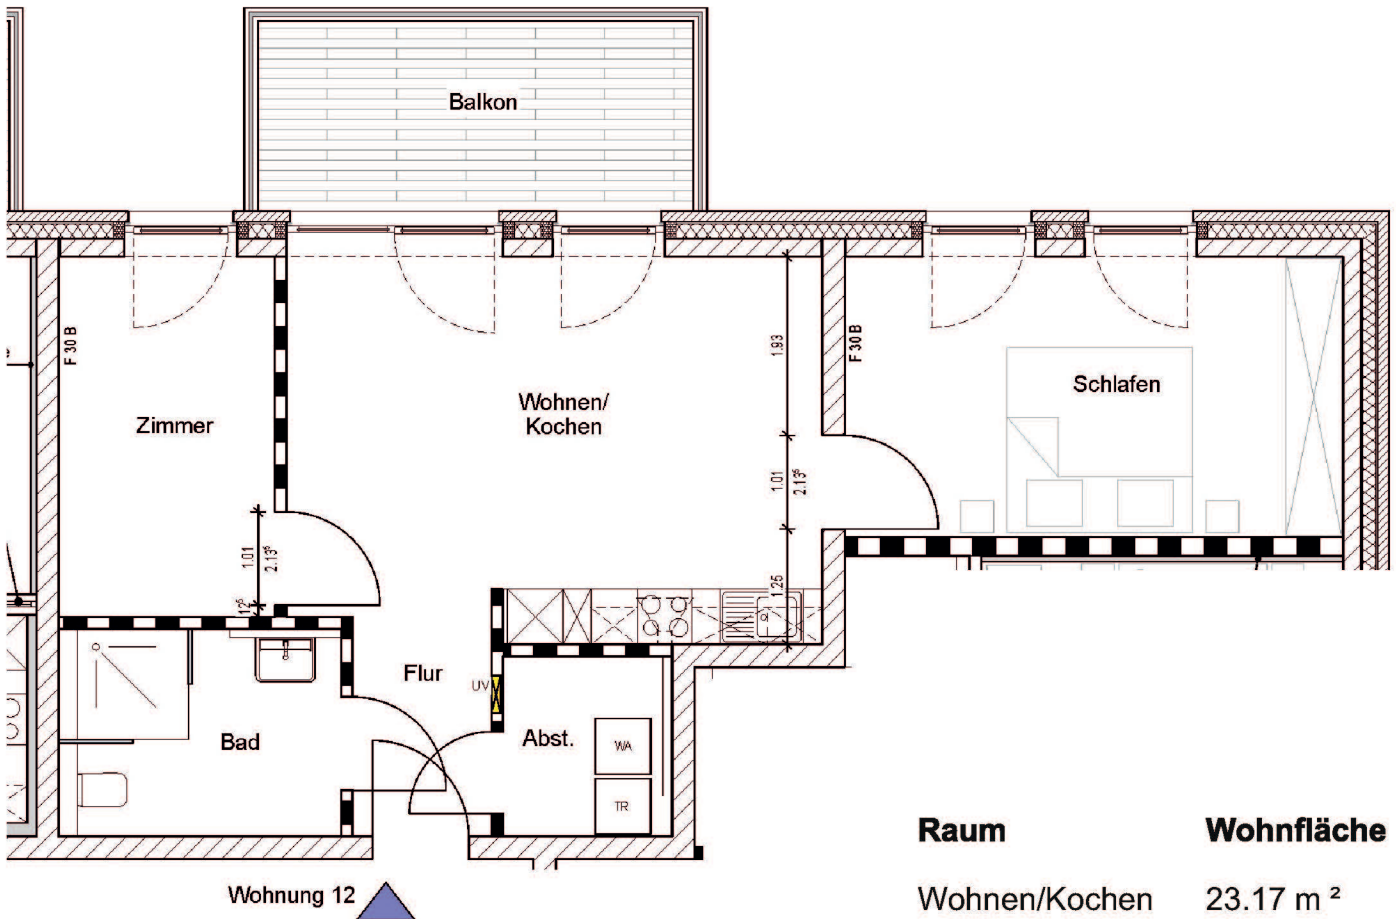 Balkon
F 30 B
F 30 B
1.93
Schlafen
Wohnen/
Kochen
Zimmer
1.01
2.13⁵
1.01
2.13⁵
1.25
12⁵
Flur
UV
Bad
Abst.
WA
TR
Raum Wohnfläche
Wohnung 12
Wohnen/Kochen 23.17 m ²